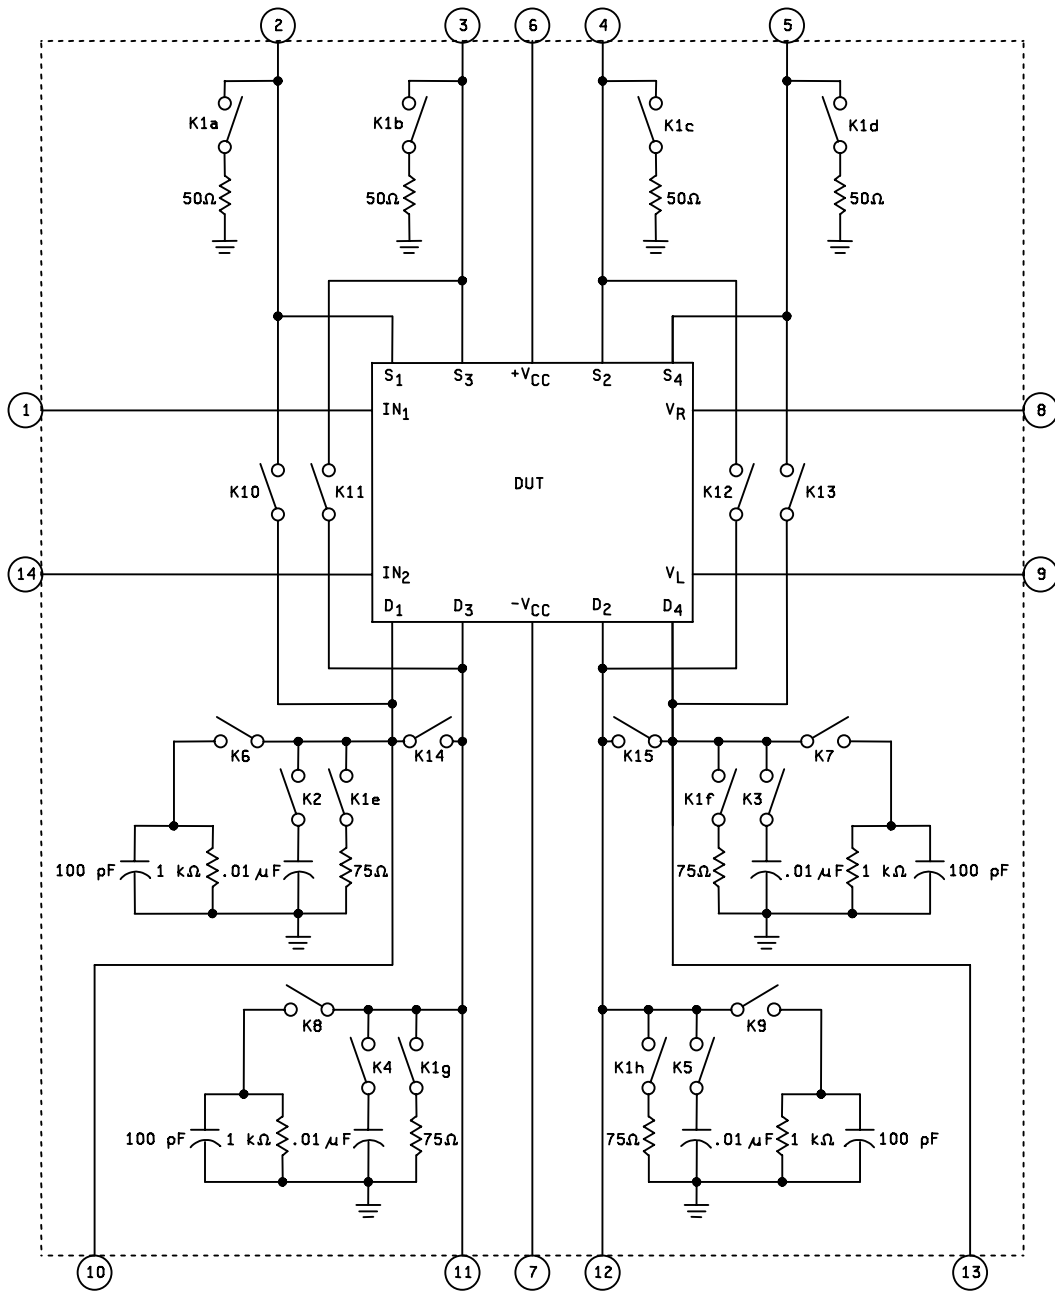 2 3 6 4 5
K1a K1b K1c K1d
50Ω 50Ω 50Ω 50Ω
S1 S3 +VCC S2 S4
1 IN1 VR 8
K10 K11 DUT K12 K13
14 IN2 VL 9
D1 D3 -VCC D2 D4
K6 K14 K15 K7
K2 K1e K1f K3
100 pF 1 kΩ .01 μF 75Ω 75Ω .01 μF 1 kΩ 100 pF
K8 K9
K4 K1g K1h K5
100 pF 1 kΩ .01 μF 75Ω 75Ω .01 μF 1 kΩ 100 pF
10 11 7 12 13